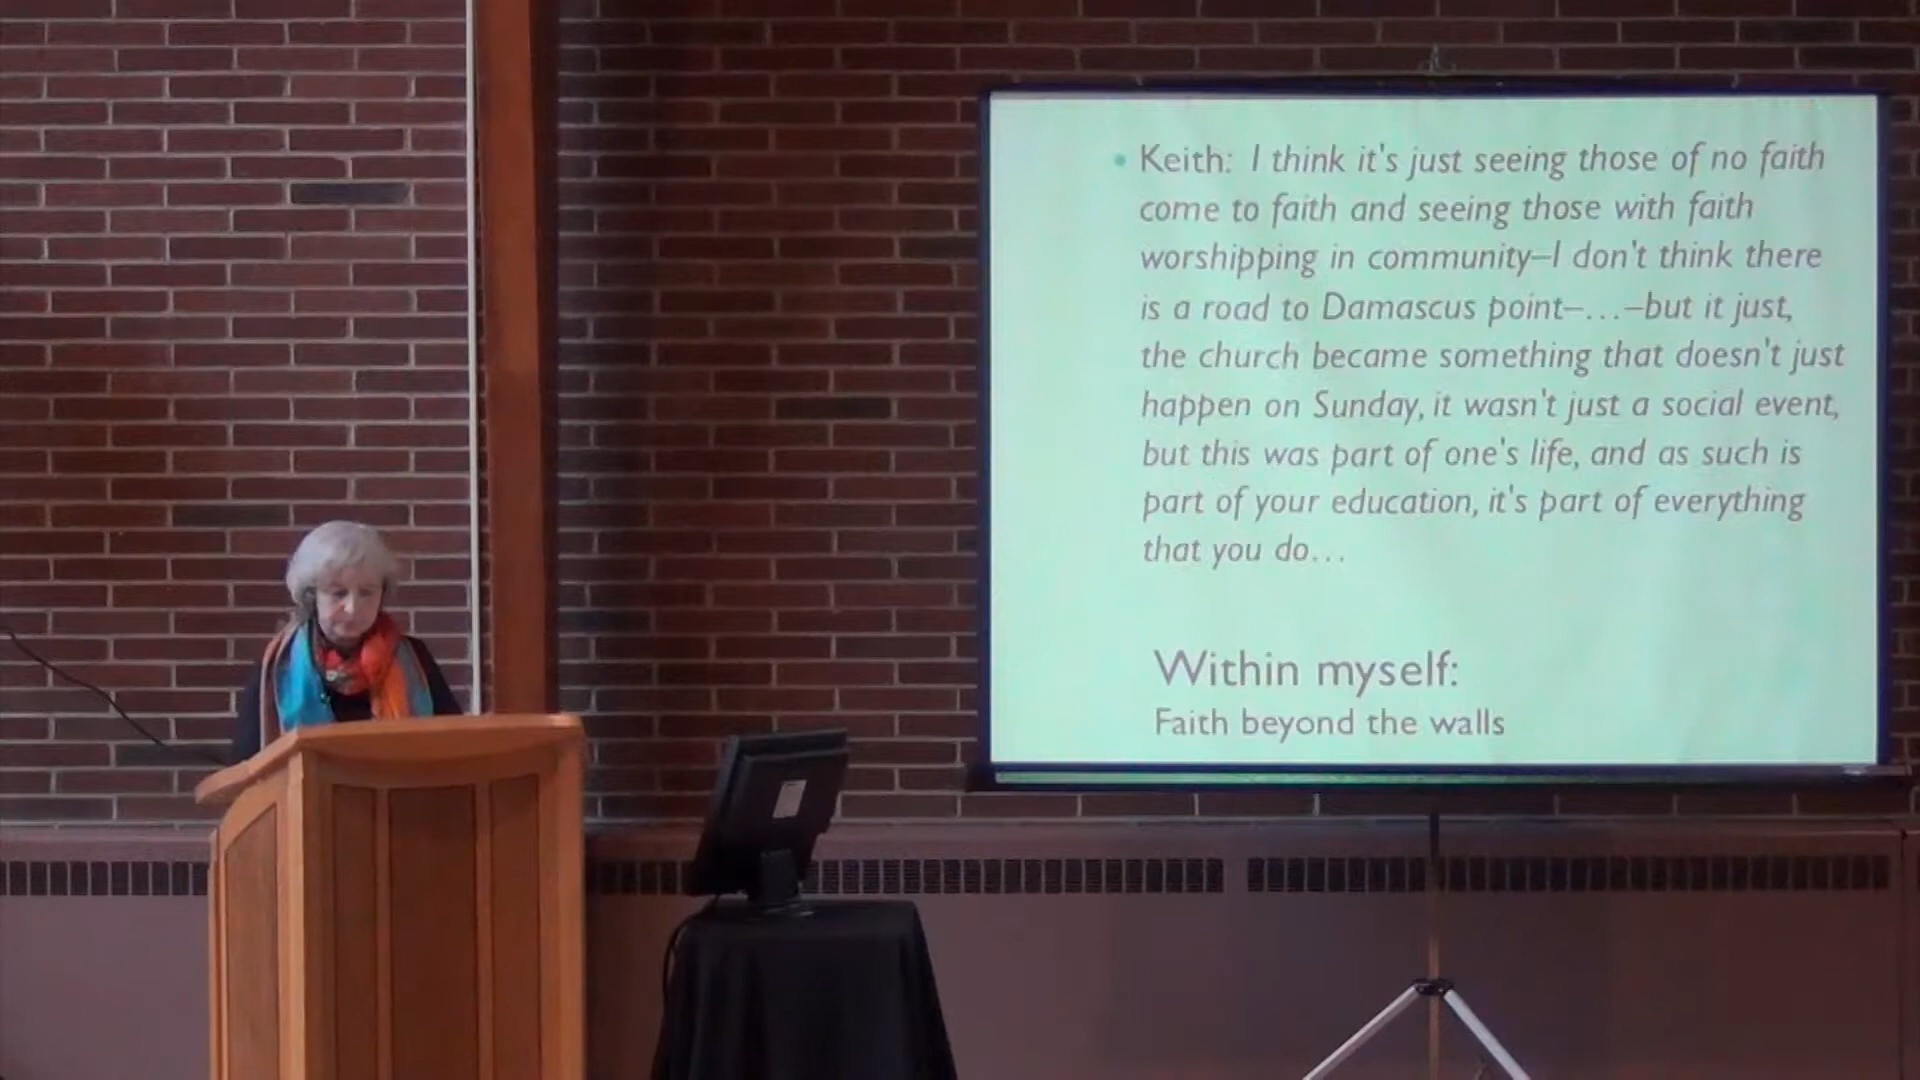 • Keith: I think it's just seeing those of no faith
come to faith and seeing those with faith
worshipping in community–I don't think there
is a road to Damascus point–…–but it just,
the church became something that doesn't just
happen on Sunday, it wasn't just a social event,
but this was part of one's life, and as such is
part of your education, it's part of everything
that you do…
Within myself:
Faith beyond the walls